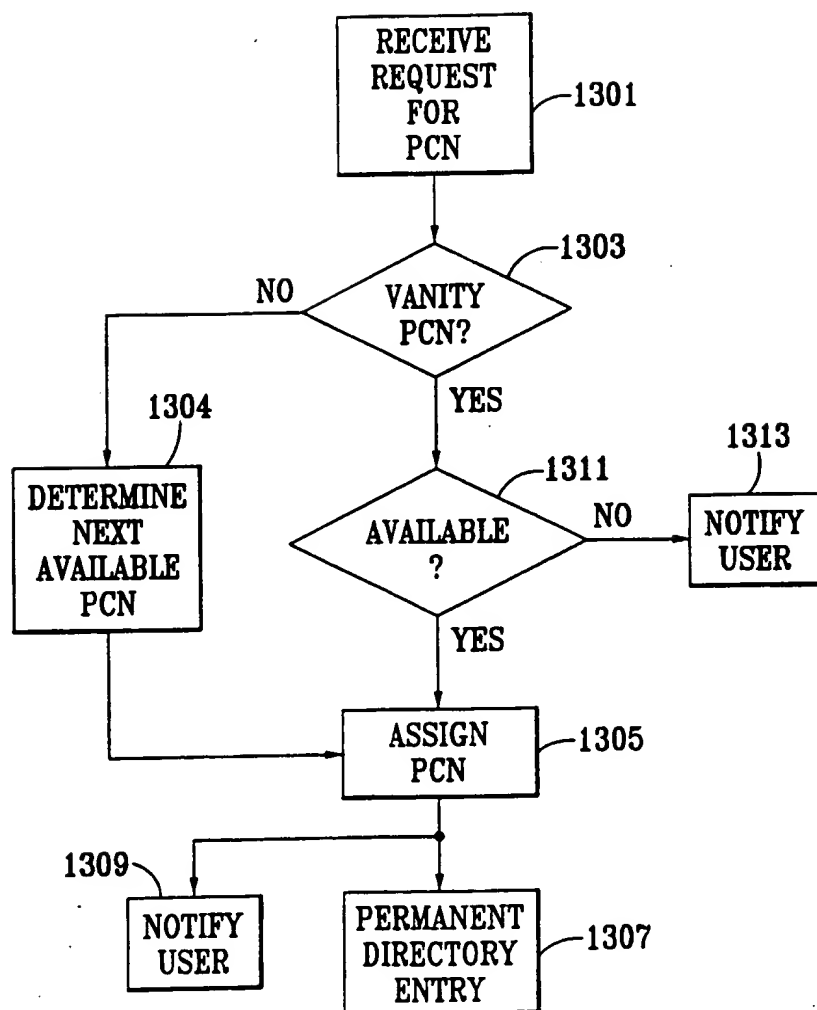 RECEIVE
REQUEST
FOR
PCN
1301
1303
NO
VANITY
PCN?
YES
1304
1311
1313
DETERMINE
NEXT
AVAILABLE
PCN
AVAILABLE
?
NO
NOTIFY
USER
YES
ASSIGN
PCN
1305
1309
NOTIFY
USER
PERMANENT
DIRECTORY
ENTRY
1307